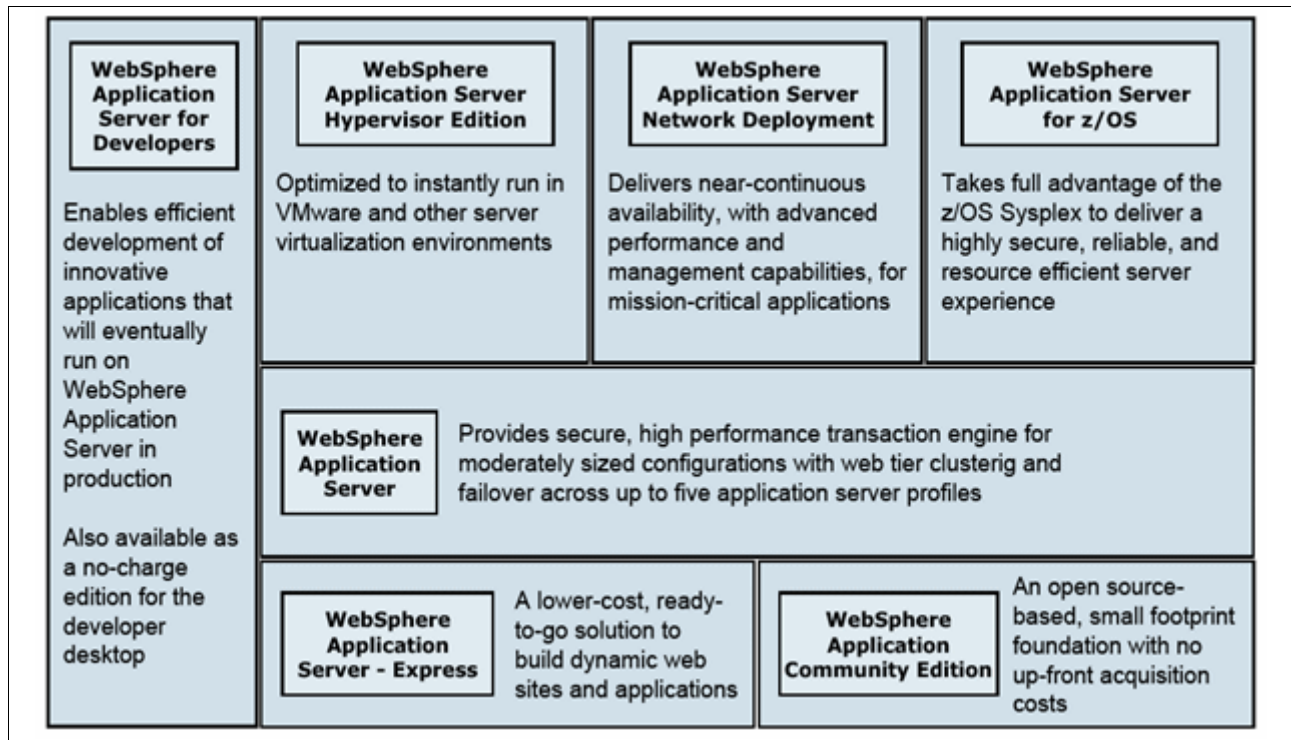 WebSphere
Application
Server for
Developers
Enables efficient
development of
innovative
applications that
will eventually
run on
WebSphere
Application
Server in
production
Also available as
a no-charge
edition for the
developer
desktop
WebSphere
Application Server
Hypervisor Edition
Optimized to instantly run in
VMware and other server
virtualization environments
WebSphere
Application Server
Network Deployment
Delivers near-continuous
availability, with advanced
performance and
management capabilities, for
mission-critical applications
WebSphere
Application Server
for z/OS
Takes full advantage of the
z/OS Sysplex to deliver a
highly secure, reliable, and
resource efficient server
experience
WebSphere
Application
Server
Provides secure, high performance transaction engine for
moderately sized configurations with web tier clusterig and
failover across up to five application server profiles
WebSphere
Application
Server - Express
A lower-cost, ready-
to-go solution to
build dynamic web
sites and applications
WebSphere
Application
Community Edition
An open source-
based, small footprint
foundation with no
up-front acquisition
costs